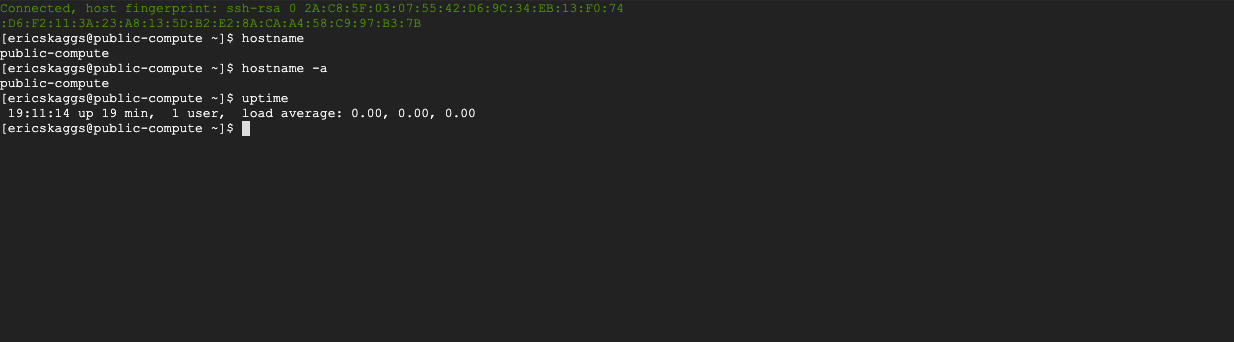 Connected, host fingerprint: ssh-rsa 0 2A:C8:5F:03:07:55:42:D6:9C:34:EB:13:F0:74
:D6:F2:11:3A:23:A8:13:5D:B2:E2:8A:CA:A4:58:C9:97:B3:7B
[ericskaggs@public-compute ~]$ hostname
public-compute
[ericskaggs@public-compute ~]$ hostname -a
public-compute
[ericskaggs@public-compute ~]$ uptime
 19:11:14 up 19 min,  1 user,  load average: 0.00, 0.00, 0.00
[ericskaggs@public-compute ~]$